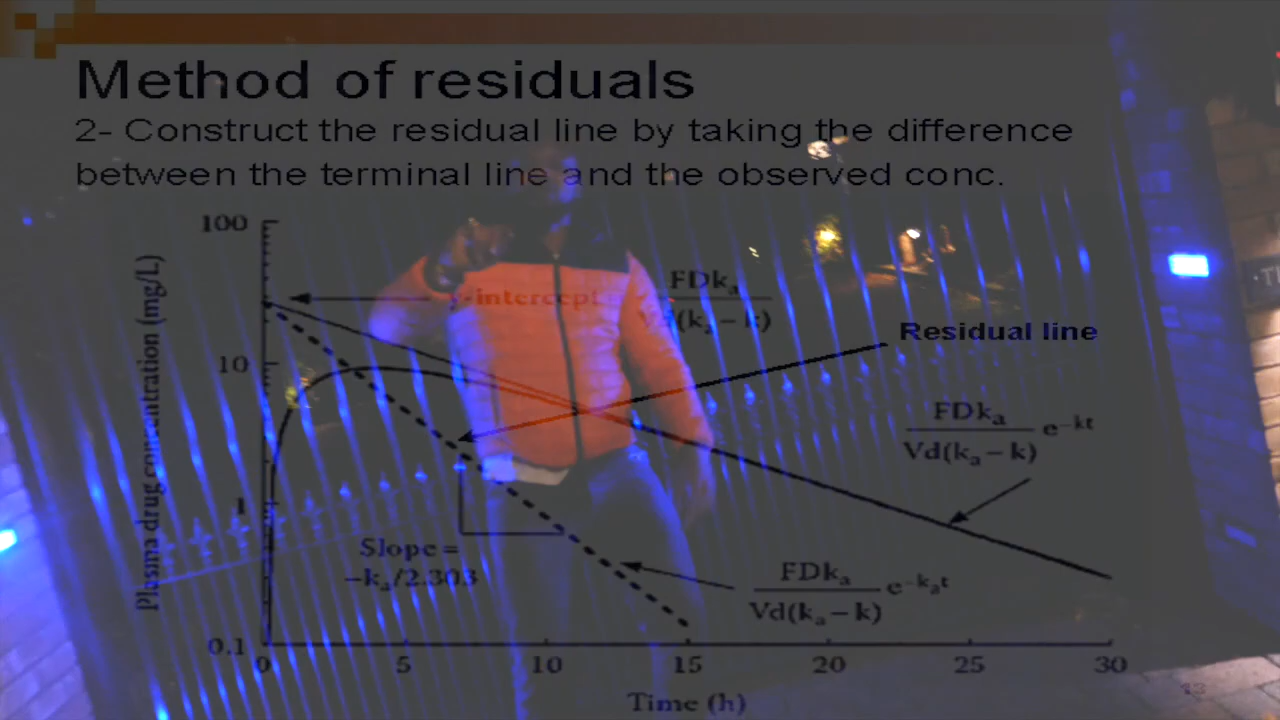 Method of residuals
2- Construct the residual line by taking the difference
between the terminal line and the observed conc.
100
10
1
0.1
Plasma drug concentration (mg/L)
y-intercept
FDkₐ
Vd(kₐ – k)
Residual line
FDkₐ
Vd(kₐ – k)
e^–kt
Slope =
–kₐ/2.303
FDkₐ
Vd(kₐ – k)
e^–kₐt
0 5 10 15 20 25 30
Time (h)
13